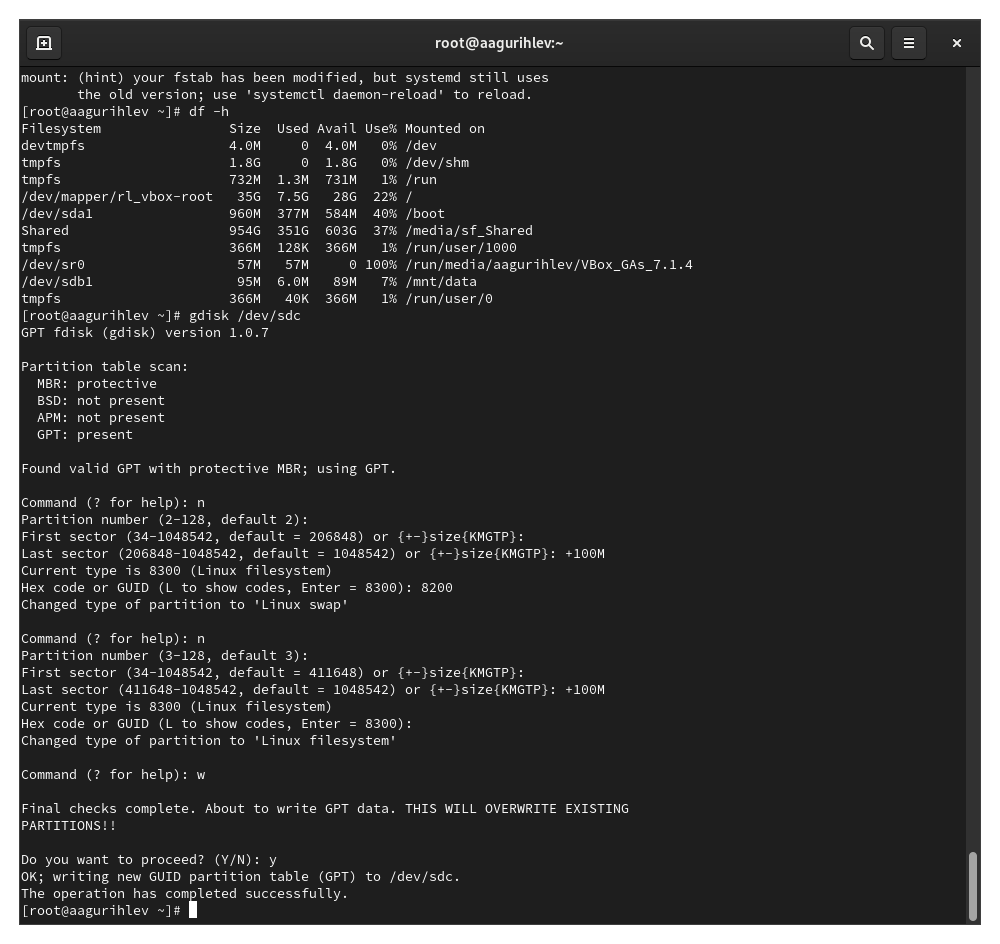 root@aagurihlev:~
mount: (hint) your fstab has been modified, but systemd still uses
       the old version; use 'systemctl daemon-reload' to reload.
[root@aagurihlev ~]# df -h
Filesystem                Size  Used Avail Use% Mounted on
devtmpfs                  4.0M     0  4.0M   0% /dev
tmpfs                     1.8G     0  1.8G   0% /dev/shm
tmpfs                     732M  1.3M  731M   1% /run
/dev/mapper/rl_vbox-root   35G  7.5G   28G  22% /
/dev/sda1                 960M  377M  584M  40% /boot
Shared                    954G  351G  603G  37% /media/sf_Shared
tmpfs                     366M  128K  366M   1% /run/user/1000
/dev/sr0                   57M   57M     0 100% /run/media/aagurihlev/VBox_GAs_7.1.4
/dev/sdb1                  95M  6.0M   89M   7% /mnt/data
tmpfs                     366M   40K  366M   1% /run/user/0
[root@aagurihlev ~]# gdisk /dev/sdc
GPT fdisk (gdisk) version 1.0.7

Partition table scan:
  MBR: protective
  BSD: not present
  APM: not present
  GPT: present

Found valid GPT with protective MBR; using GPT.

Command (? for help): n
Partition number (2-128, default 2):
First sector (34-1048542, default = 206848) or {+-}size{KMGTP}:
Last sector (206848-1048542, default = 1048542) or {+-}size{KMGTP}: +100M
Current type is 8300 (Linux filesystem)
Hex code or GUID (L to show codes, Enter = 8300): 8200
Changed type of partition to 'Linux swap'

Command (? for help): n
Partition number (3-128, default 3):
First sector (34-1048542, default = 411648) or {+-}size{KMGTP}:
Last sector (411648-1048542, default = 1048542) or {+-}size{KMGTP}: +100M
Current type is 8300 (Linux filesystem)
Hex code or GUID (L to show codes, Enter = 8300):
Changed type of partition to 'Linux filesystem'

Command (? for help): w

Final checks complete. About to write GPT data. THIS WILL OVERWRITE EXISTING
PARTITIONS!!

Do you want to proceed? (Y/N): y
OK; writing new GUID partition table (GPT) to /dev/sdc.
The operation has completed successfully.
[root@aagurihlev ~]#